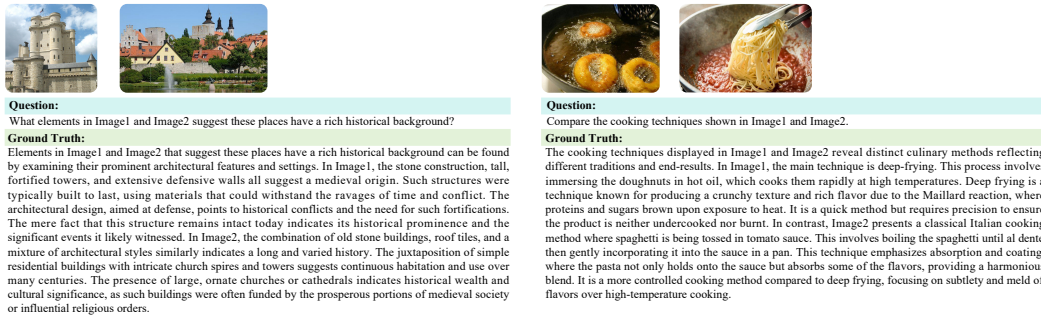 Question:
What elements in Image1 and Image2 suggest these places have a rich historical background?
Ground Truth:
Elements in Image1 and Image2 that suggest these places have a rich historical background can be found
by examining their prominent architectural features and settings. In Image1, the stone construction, tall,
fortified towers, and extensive defensive walls all suggest a medieval origin. Such structures were
typically built to last, using materials that could withstand the ravages of time and conflict. The
architectural design, aimed at defense, points to historical conflicts and the need for such fortifications.
The mere fact that this structure remains intact today indicates its historical prominence and the
significant events it likely witnessed. In Image2, the combination of old stone buildings, roof tiles, and a
mixture of architectural styles similarly indicates a long and varied history. The juxtaposition of simple
residential buildings with intricate church spires and towers suggests continuous habitation and use over
many centuries. The presence of large, ornate churches or cathedrals indicates historical wealth and
cultural significance, as such buildings were often funded by the prosperous portions of medieval society
or influential religious orders.
Question:
Compare the cooking techniques shown in Image1 and Image2.
Ground Truth:
The cooking techniques displayed in Image1 and Image2 reveal distinct culinary methods reflecting
different traditions and end-results. In Image1, the main technique is deep-frying. This process involves
immersing the doughnuts in hot oil, which cooks them rapidly at high temperatures. Deep frying is a
technique known for producing a crunchy texture and rich flavor due to the Maillard reaction, where
proteins and sugars brown upon exposure to heat. It is a quick method but requires precision to ensure
the product is neither undercooked nor burnt. In contrast, Image2 presents a classical Italian cooking
method where spaghetti is being tossed in tomato sauce. This involves boiling the spaghetti until al dente
then gently incorporating it into the sauce in a pan. This technique emphasizes absorption and coating,
where the pasta not only holds onto the sauce but absorbs some of the flavors, providing a harmonious
blend. It is a more controlled cooking method compared to deep frying, focusing on subtlety and meld of
flavors over high-temperature cooking.